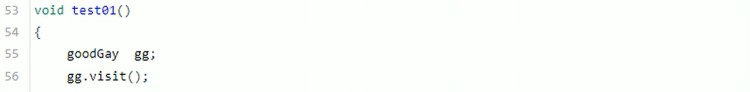 53 void test01()
54 {
55     goodGay  gg;
56     gg.visit();